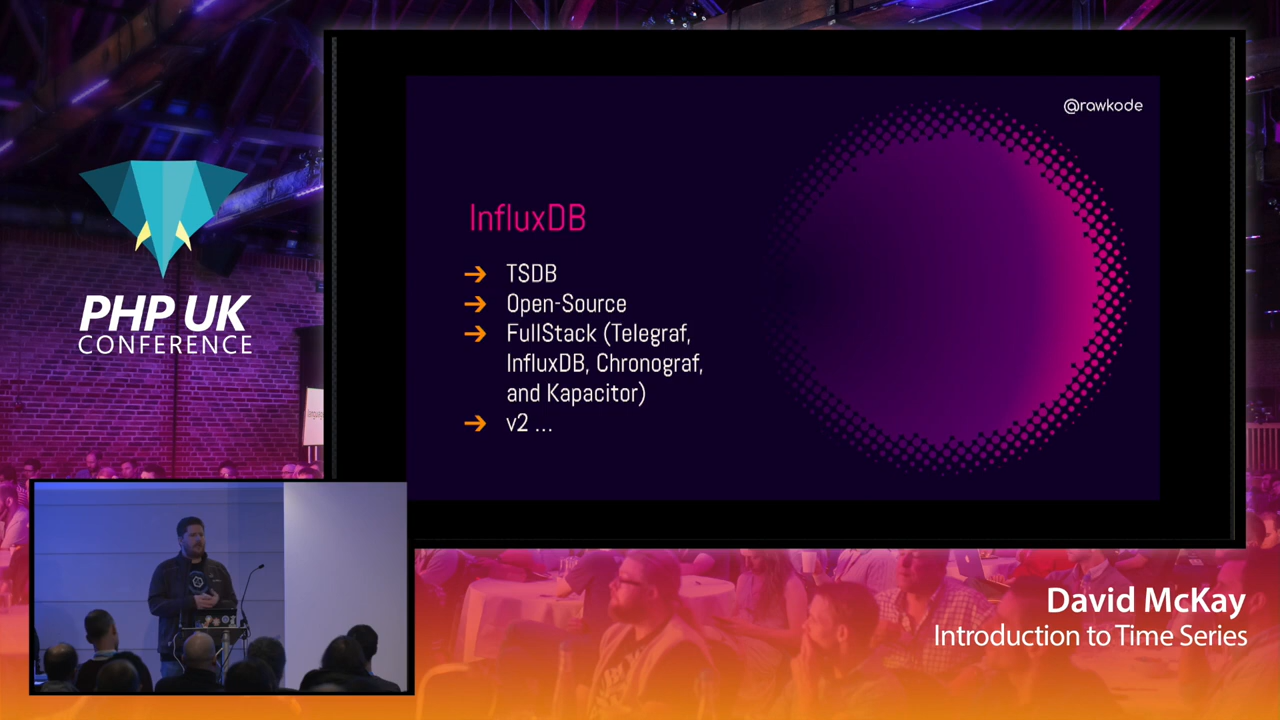 @rawkode
InfluxDB
➔ TSDB
➔ Open-Source
➔ FullStack (Telegraf,
InfluxDB, Chronograf,
and Kapacitor)
➔ v2 ...
PHP UK
CONFERENCE
David McKay
Introduction to Time Series